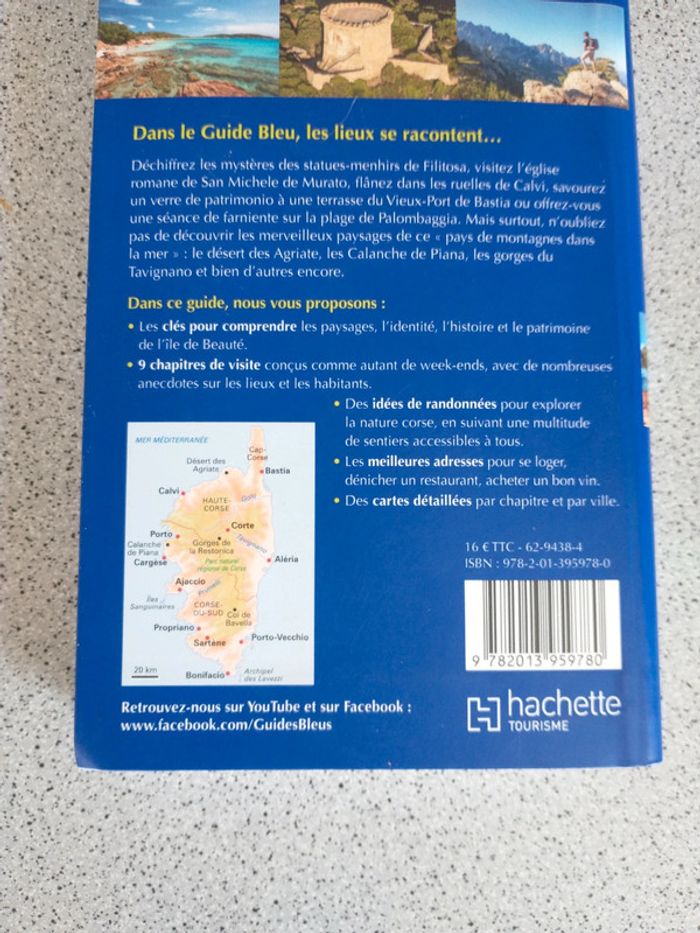 Dans le Guide Bleu, les lieux se racontent...
Déchiffrez les mystères des statues-menhirs de Filitosa, visitez l'église
romane de San Michele de Murato, flânez dans les ruelles de Calvi, savourez
un verre de patrimonio à une terrasse du Vieux-Port de Bastia ou offrez-vous
une séance de farniente sur la plage de Palombaggia. Mais surtout, n'oubliez
pas de découvrir les merveilleux paysages de ce « pays de montagnes dans
la mer » : le désert des Agriate, les Calanche de Piana, les gorges du
Tavignano et bien d'autres encore.
Dans ce guide, nous vous proposons :
• Les clés pour comprendre les paysages, l'identité, l'histoire et le patrimoine
de l'île de Beauté.
• 9 chapitres de visite conçus comme autant de week-ends, avec de nombreuses
anecdotes sur les lieux et les habitants.
• Des idées de randonnées pour explorer
la nature corse, en suivant une multitude
de sentiers accessibles à tous.
• Les meilleures adresses pour se loger,
dénicher un restaurant, acheter un bon vin.
• Des cartes détaillées par chapitre et par ville.
MER MÉDITERRANÉE
Cap-
Corse
Désert des
Agriate
Bastia
Calvi
HAUTE-
CORSE
Golo
Corte
Porto
Calanche
de Piana
Gorges de
la Restonica
Tavignano
Cargèse
Aléria
Parc naturel
régional de Corse
Ajaccio
Prunelli
Îles
Sanguinaires
CORSE-
DU-SUD
Col de
Bavella
Propriano
Porto-Vecchio
Sartène
20 km
Bonifacio
Archipel
des Lavezzi
16 € TTC - 62-9438-4
ISBN : 978-2-01-395978-0
9 782013 959780
hachette
TOURISME
Retrouvez-nous sur YouTube et sur Facebook :
www.facebook.com/GuidesBleus